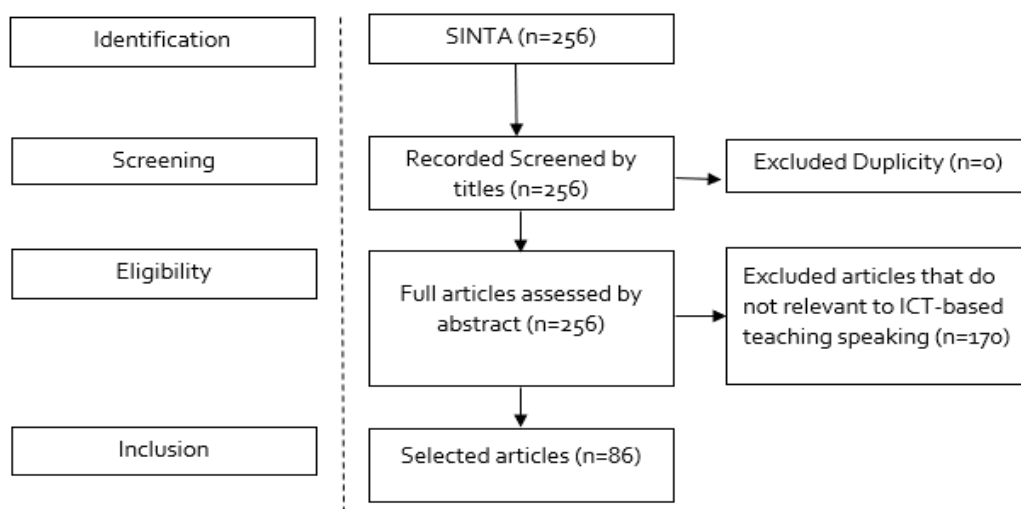 Identification
SINTA (n=256)
Screening
Recorded Screened by
titles (n=256)
Excluded Duplicity (n=0)
Eligibility
Full articles assessed by
abstract (n=256)
Excluded articles that do
not relevant to ICT-based
teaching speaking (n=170)
Inclusion
Selected articles (n=86)